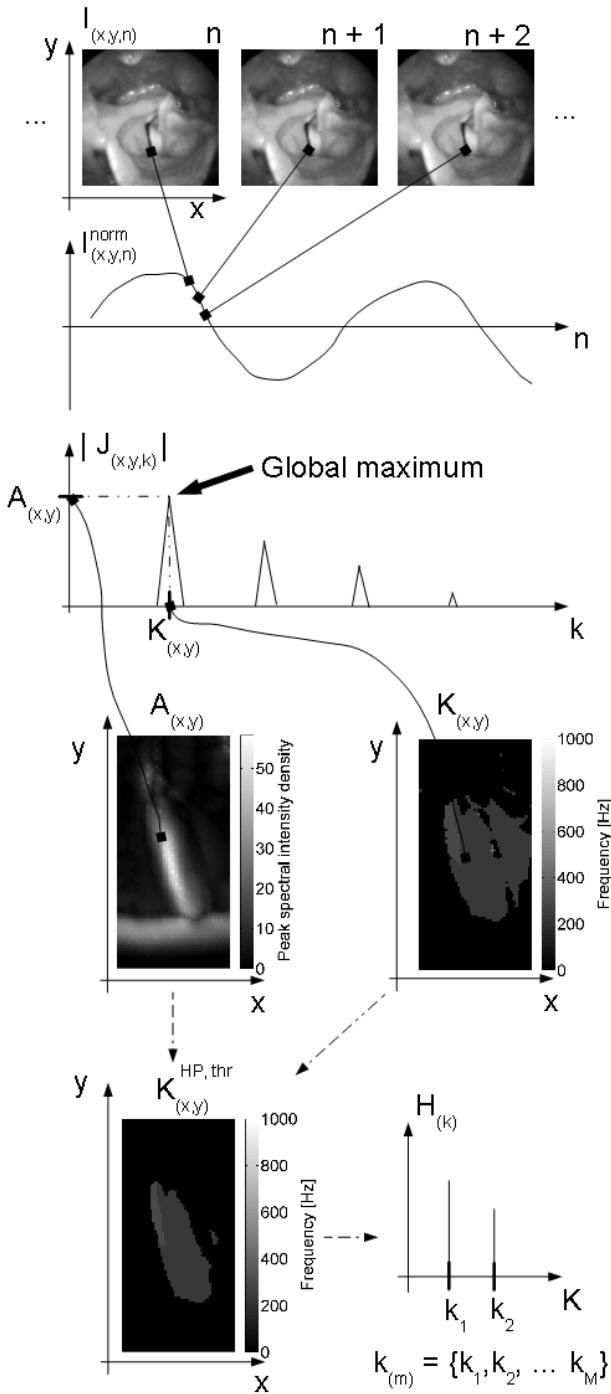 I(x,y,n)
y
n
n + 1
n + 2
...
...
x
I norm (x,y,n)
n
| J(x,y,k) |
Global maximum
A(x,y)
K(x,y)
k
A(x,y)
y
50
40
30
20
10
0
Peak spectral intensity density
x
K(x,y)
y
1000
800
600
400
200
0
Frequency [Hz]
x
y
K HP, thr (x,y)
1000
800
600
400
200
0
Frequency [Hz]
x
H(k)
k1
k2
K
k(m) = {k1,k2, ... kM}